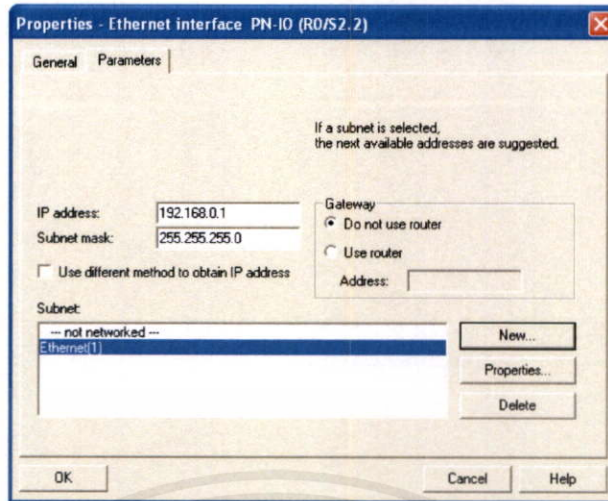 Properties - Ethernet interface PN-IO (R0/S2.2)
General Parameters
If a subnet is selected,
the next available addresses are suggested.
IP address: 192.168.0.1
Subnet mask: 255.255.255.0
Use different method to obtain IP address
Gateway
Do not use router
Use router
Address:
Subnet:
--- not networked ---
Ethernet(1)
New...
Properties...
Delete
OK Cancel Help